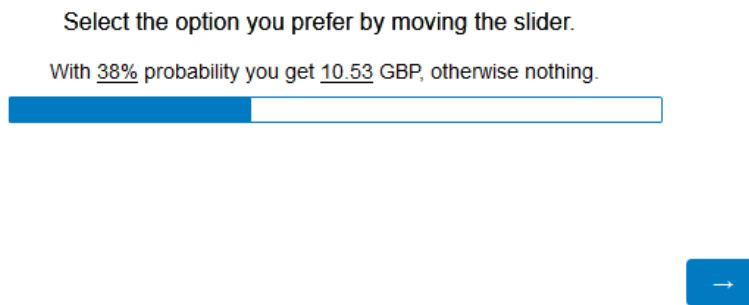 Select the option you prefer by moving the slider.
With 38% probability you get 10.53 GBP, otherwise nothing.
→